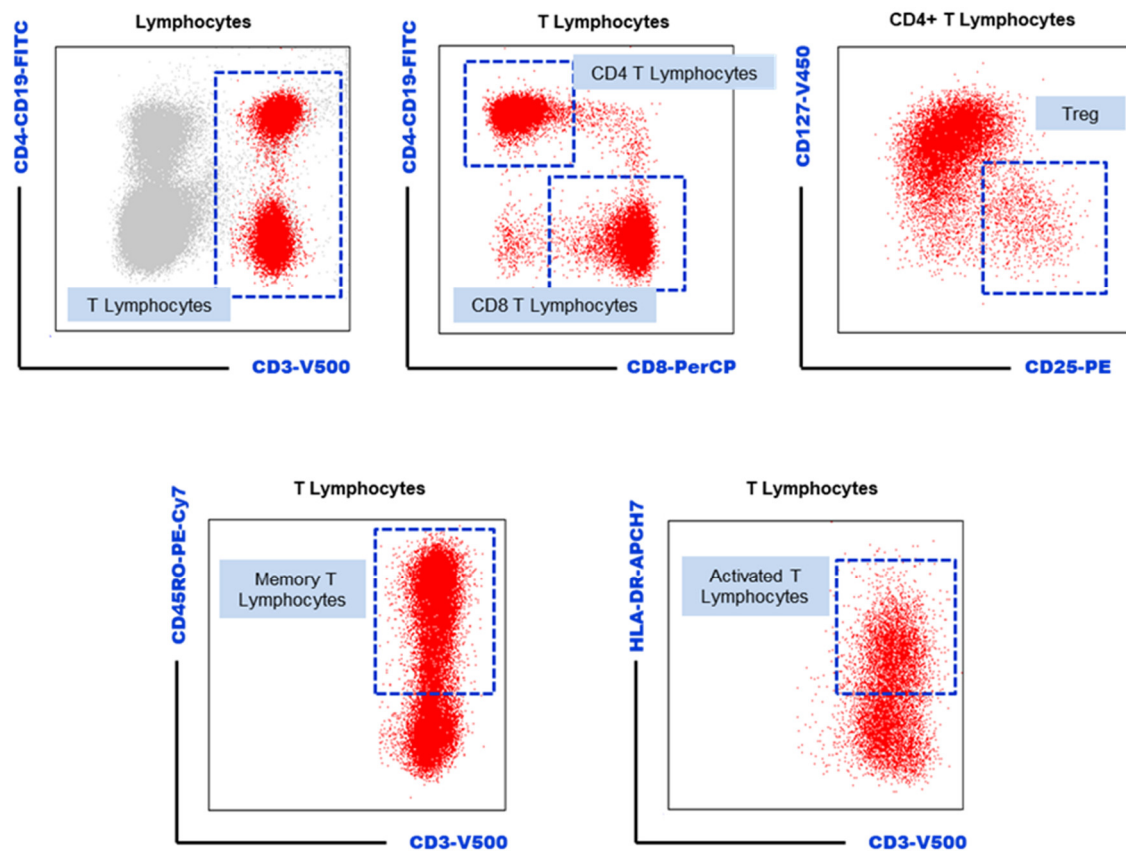 Lymphocytes
CD4-CD19-FITC
T Lymphocytes
CD3-V500
T Lymphocytes
CD4-CD19-FITC
CD4 T Lymphocytes
CD8 T Lymphocytes
CD8-PerCP
CD4+ T Lymphocytes
CD127-V450
Treg
CD25-PE
T Lymphocytes
CD45RO-PE-Cy7
Memory T
Lymphocytes
CD3-V500
T Lymphocytes
HLA-DR-APCH7
Activated T
Lymphocytes
CD3-V500